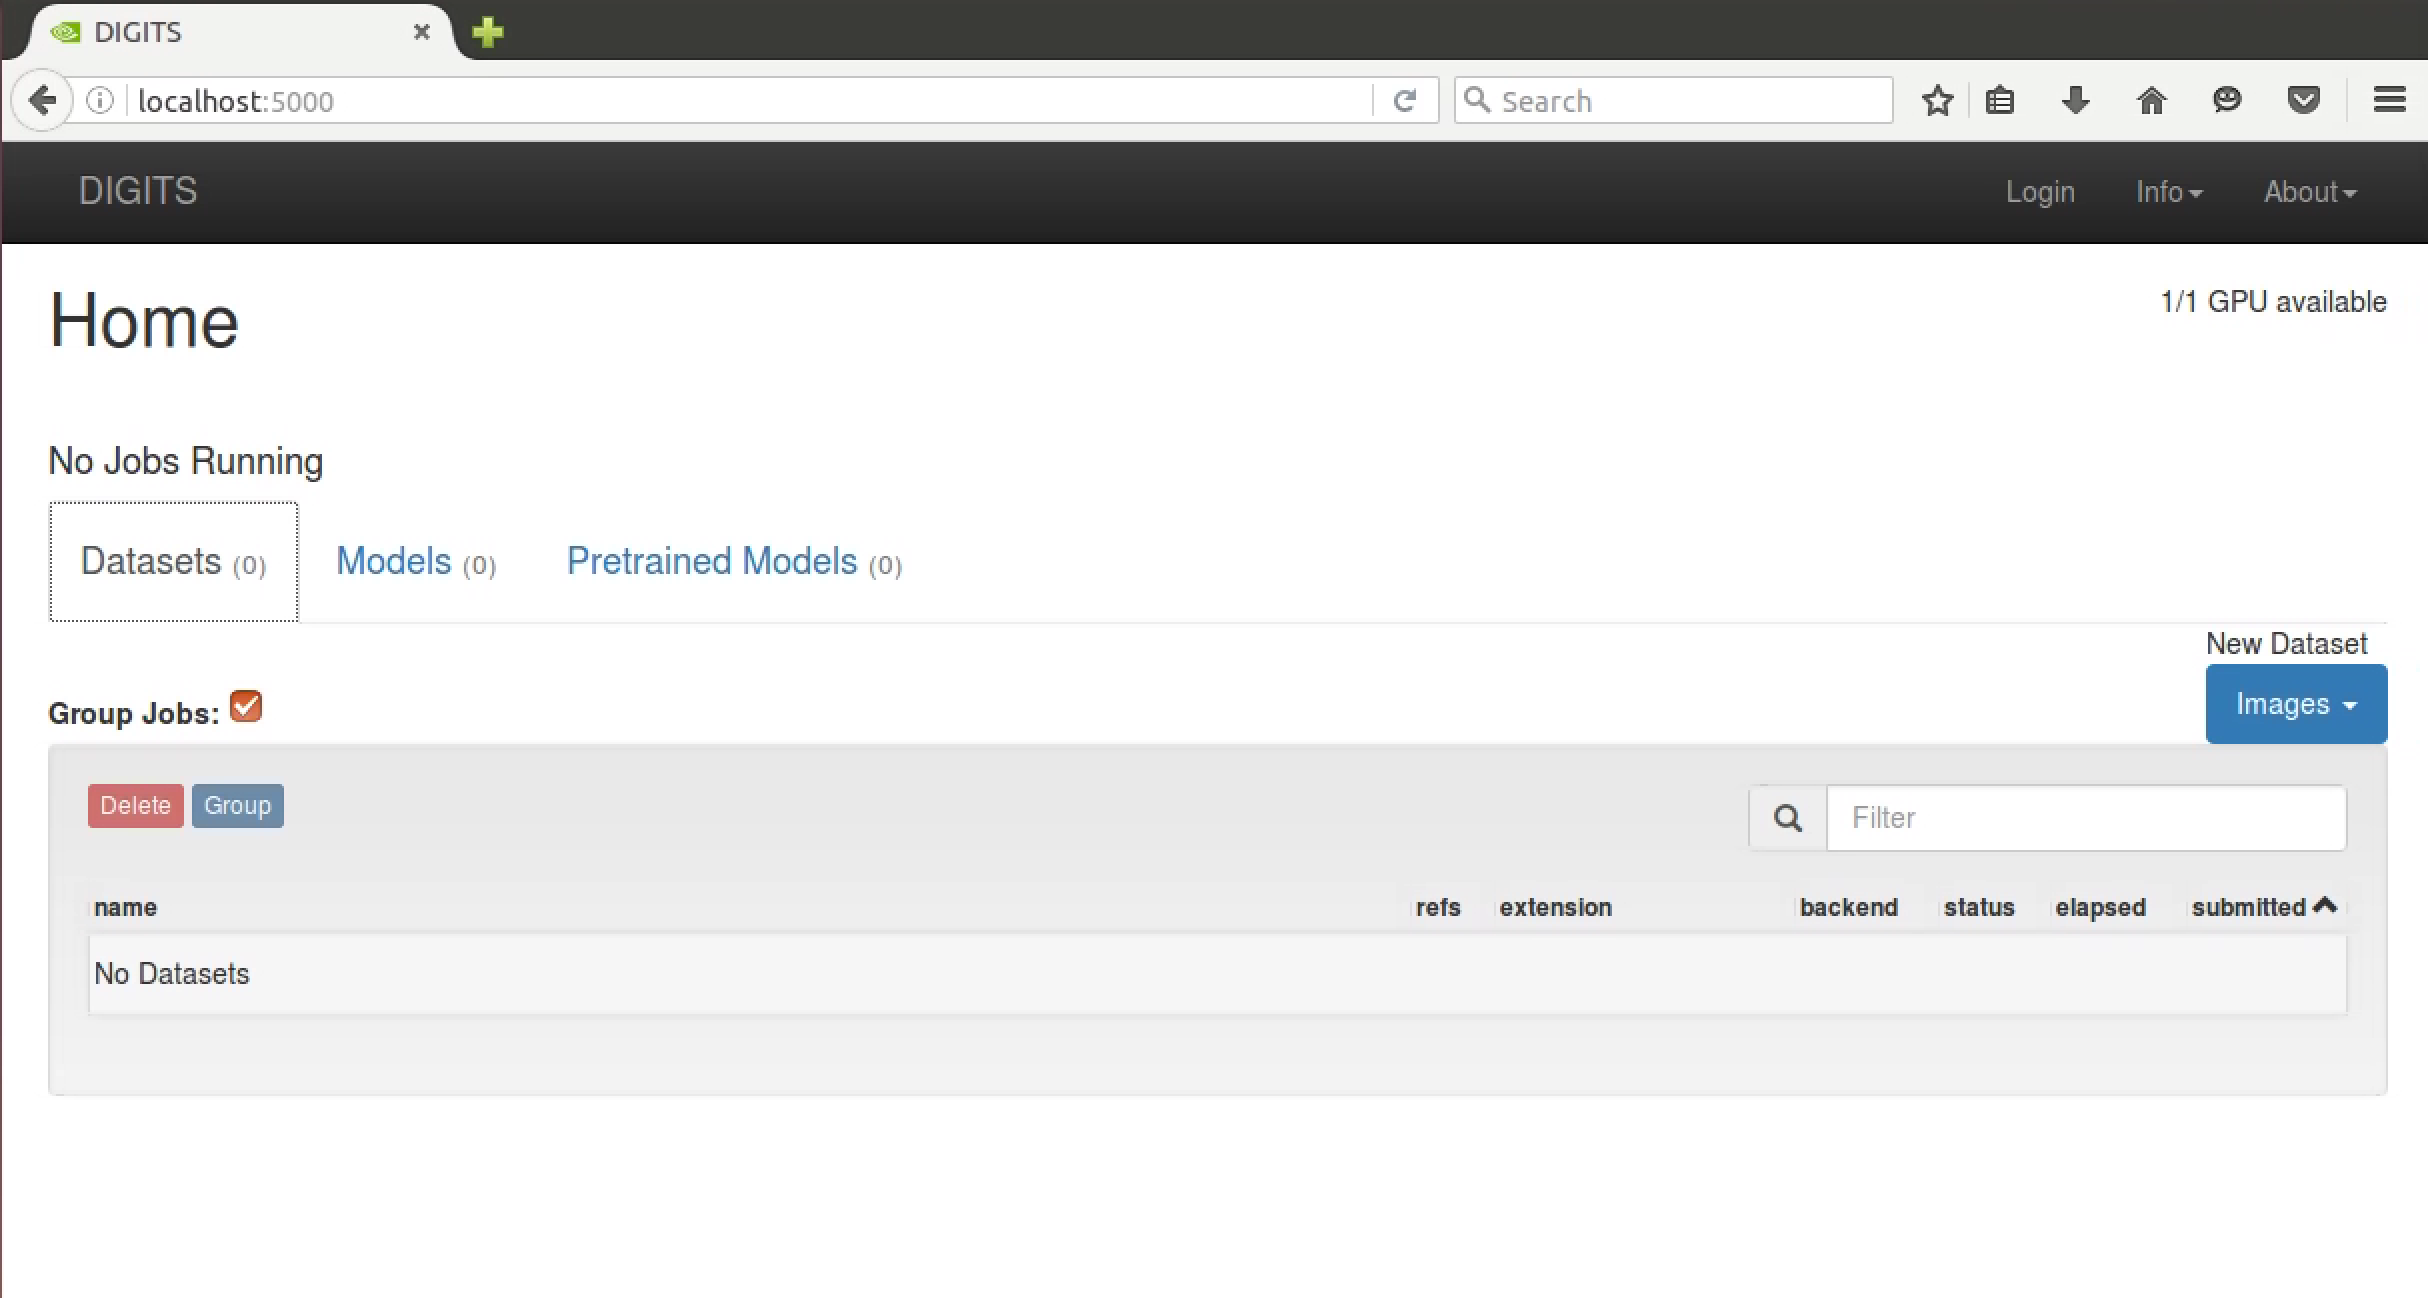 DIGITS
localhost:5000
Search
DIGITS
Login Info About
Home
1/1 GPU available
No Jobs Running
Datasets (0) Models (0) Pretrained Models (0)
New Dataset
Group Jobs:
Images
Delete Group
Filter
name refs extension backend status elapsed submitted
No Datasets